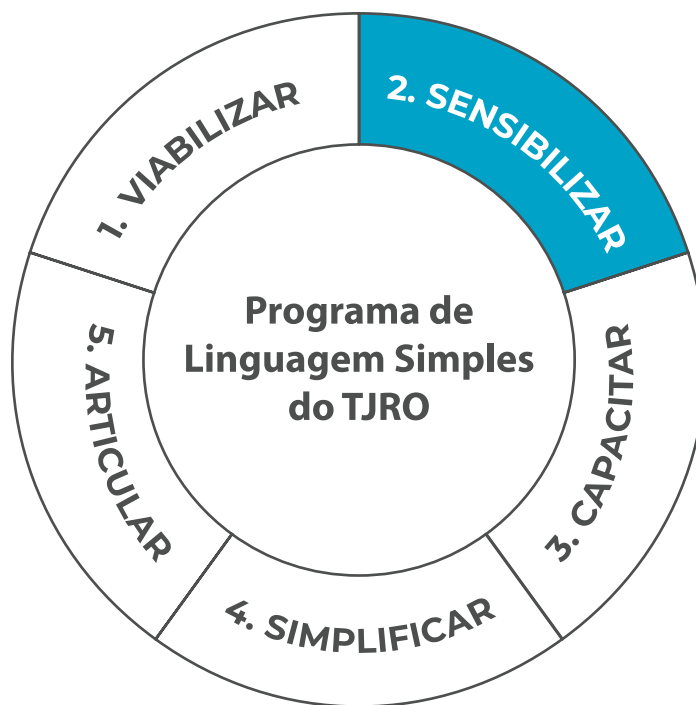 1. VIABILIZAR
2. SENSIBILIZAR
3. CAPACITAR
4. SIMPLIFICAR
5. ARTICULAR
Programa de
Linguagem Simples
do TJRO